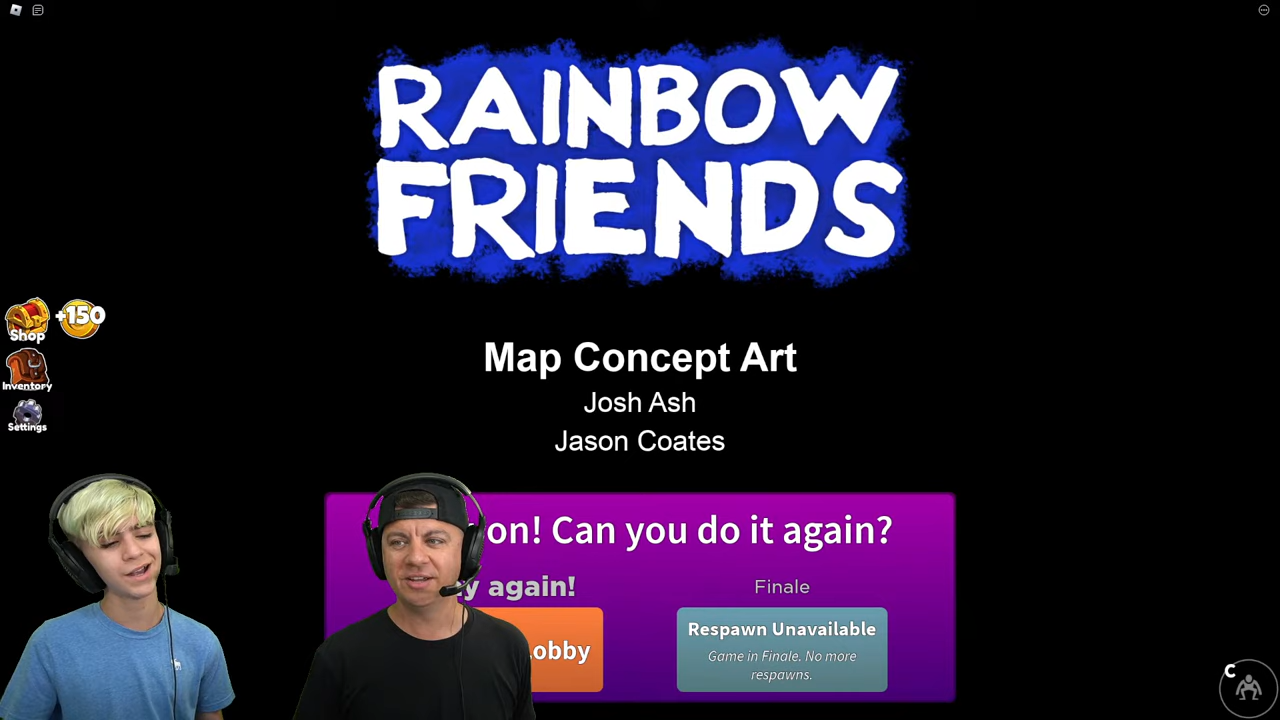 RAINBOW
FRIENDS
+150
Shop
Inventory
Settings
Map Concept Art
Josh Ash
Jason Coates
on! Can you do it again?
again!
Finale
Lobby
Respawn Unavailable
Game in Finale. No more
respawns.
C